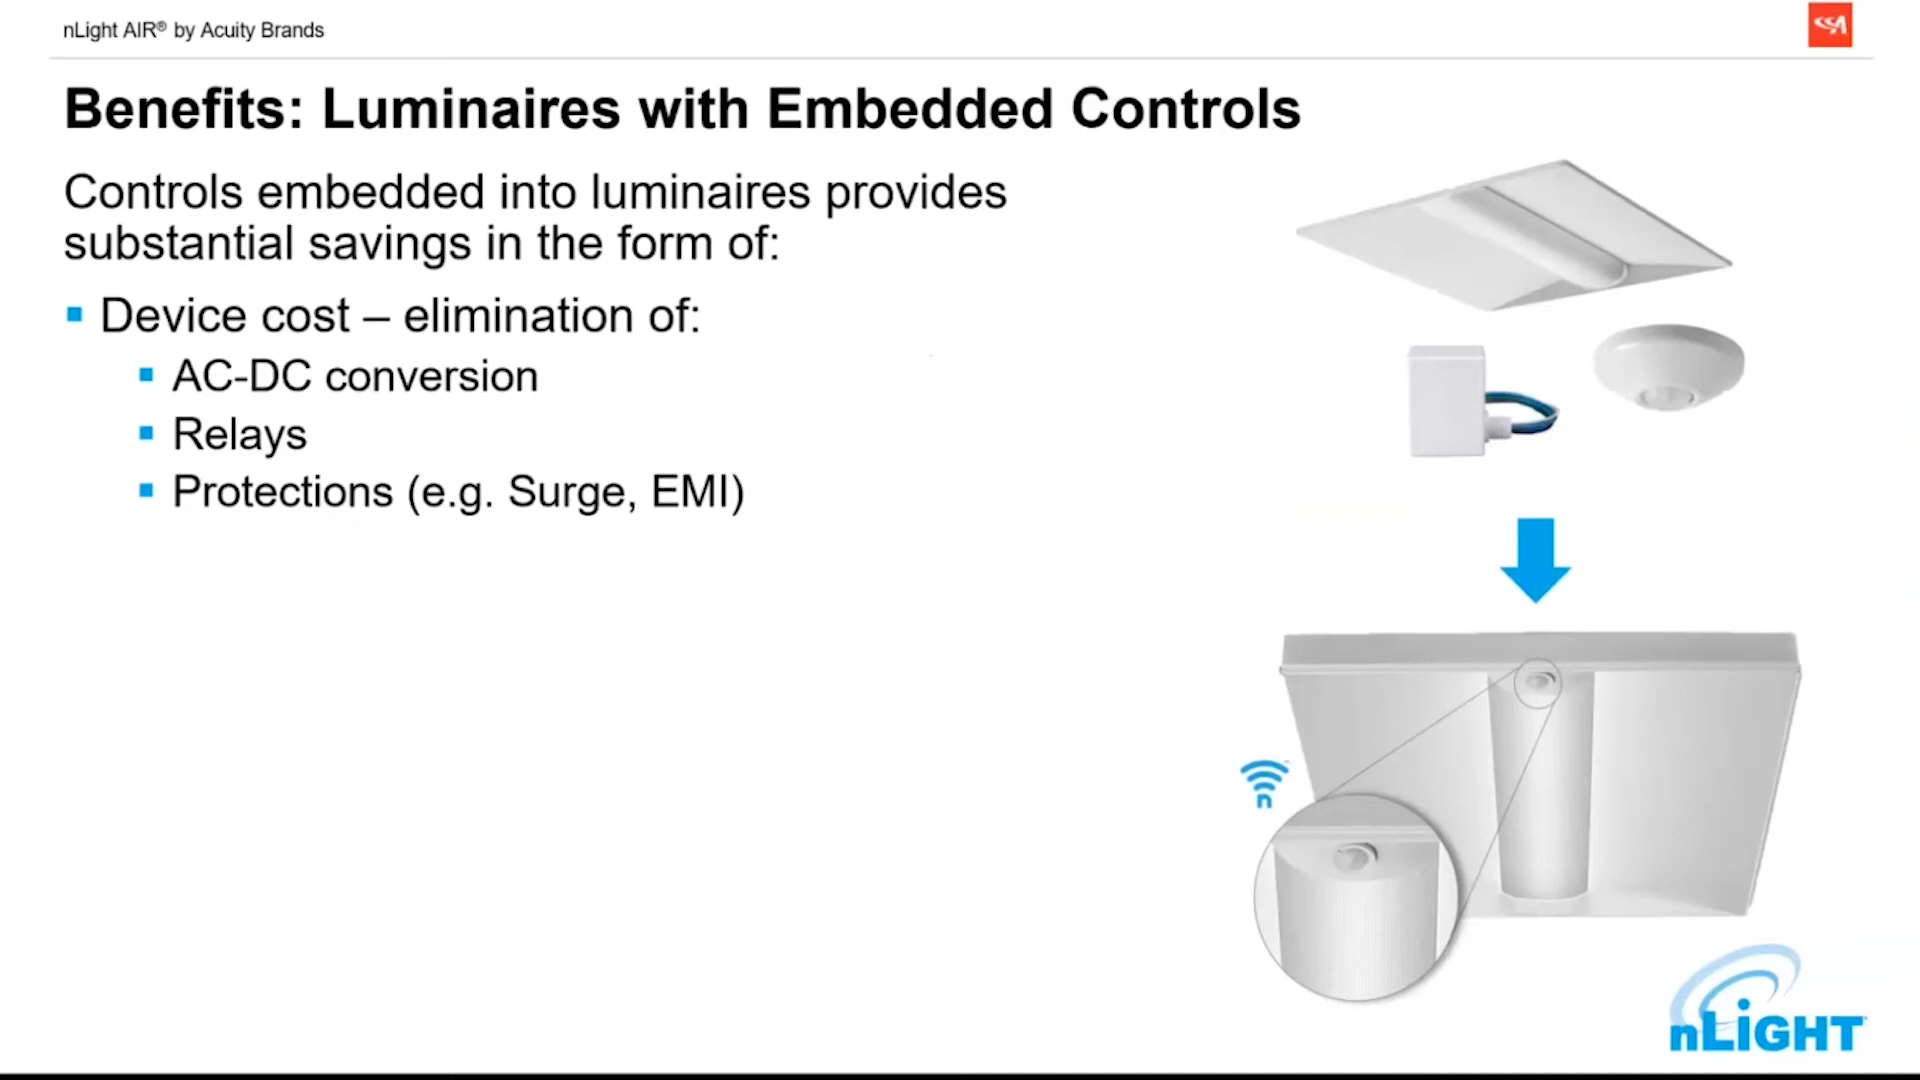 nLight AIR® by Acuity Brands
Benefits: Luminaires with Embedded Controls
Controls embedded into luminaires provides
substantial savings in the form of:
Device cost – elimination of:
AC-DC conversion
Relays
Protections (e.g. Surge, EMI)
n
nLiGHT